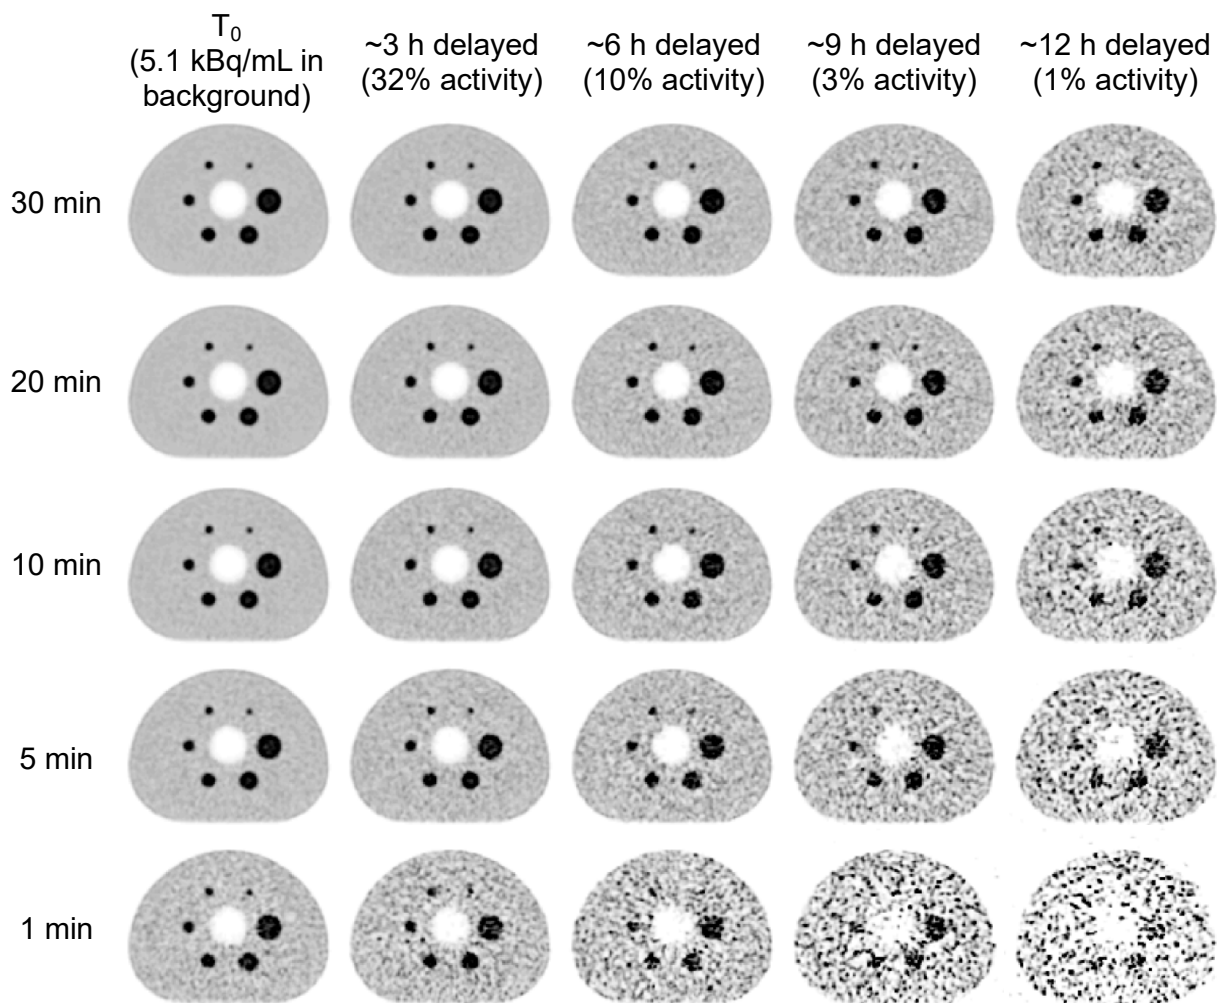 T₀
(5.1 kBq/mL in
background)
~3 h delayed
(32% activity)
~6 h delayed
(10% activity)
~9 h delayed
(3% activity)
~12 h delayed
(1% activity)
30 min
20 min
10 min
5 min
1 min